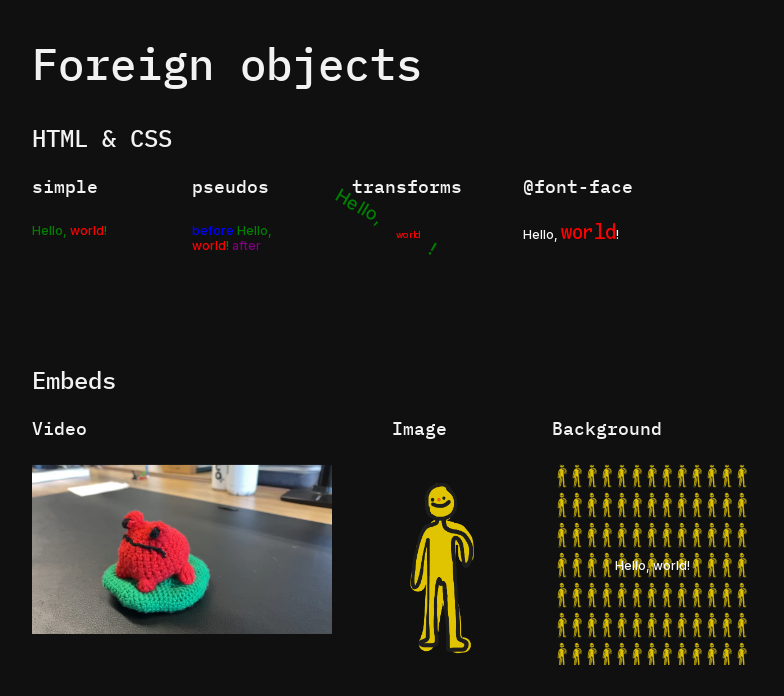 Foreign objects
HTML & CSS
simple
pseudos
transforms
@font-face
Hello, world!
before Hello,
world! after
Hello,
world
!
Hello, world!
Embeds
Video
Image
Background
Hello, world!